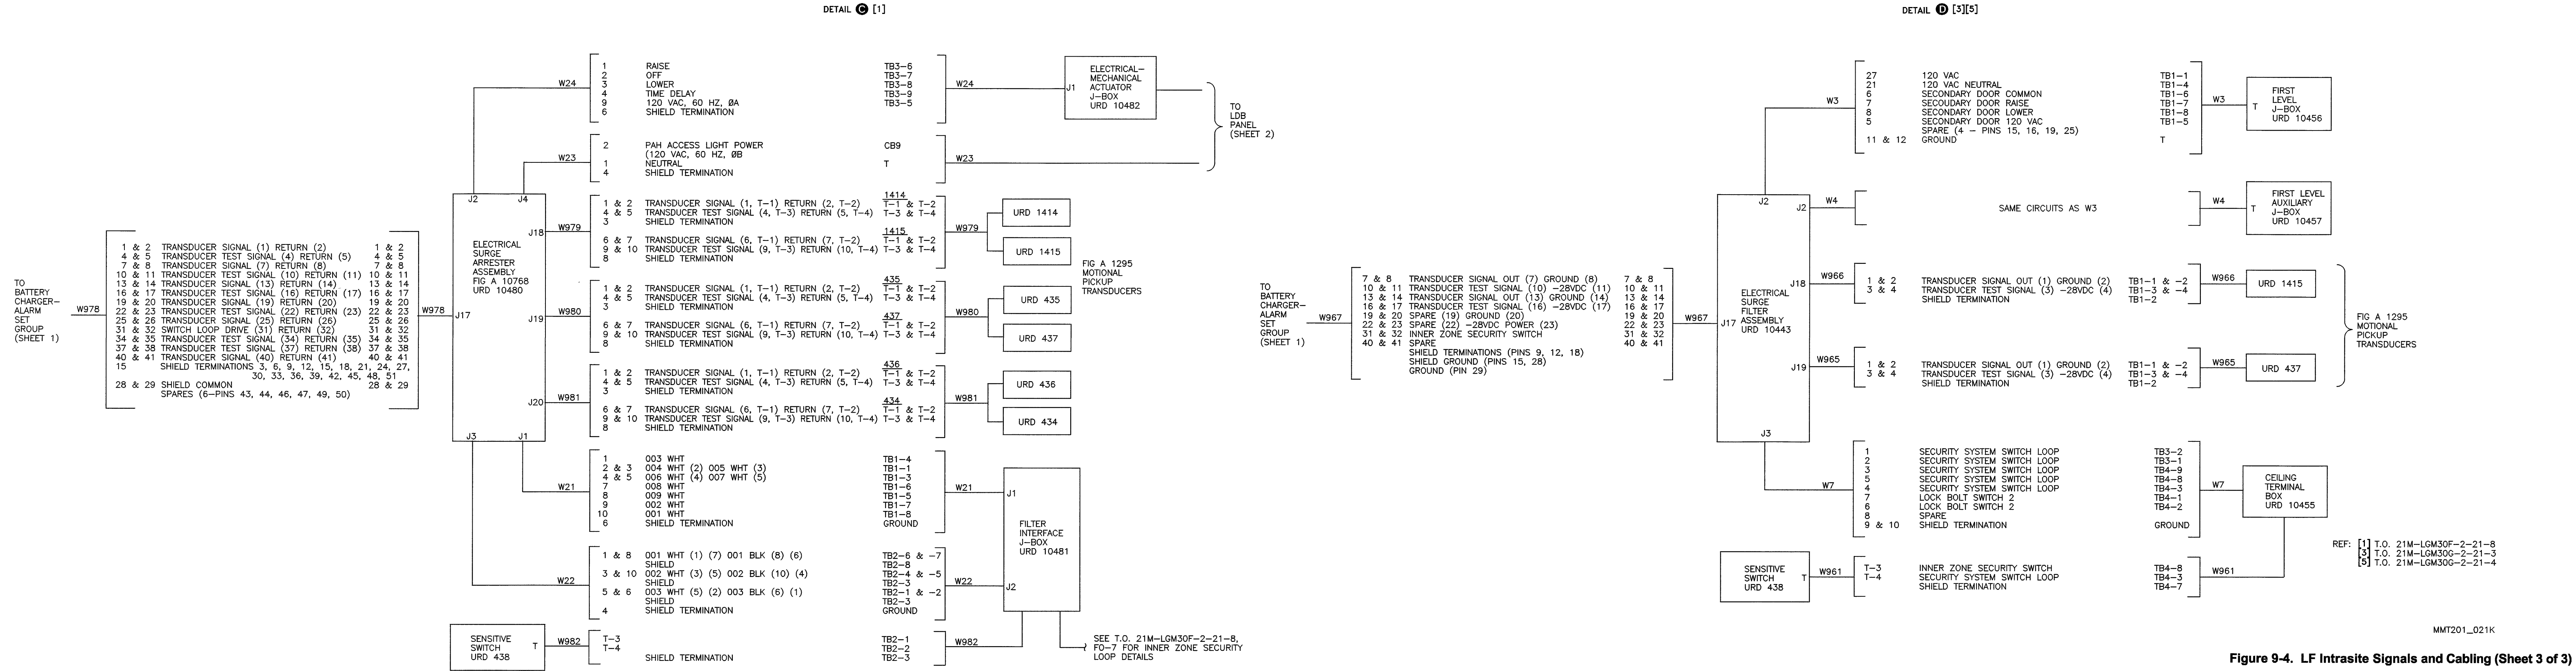 DETAIL C [1]
TO
BATTERY
CHARGER–
ALARM
SET
GROUP
(SHEET 1)
W978
1 & 2 TRANSDUCER SIGNAL (1) RETURN (2) 1 & 2
4 & 5 TRANSDUCER TEST SIGNAL (4) RETURN (5) 4 & 5
7 & 8 TRANSDUCER SIGNAL (7) RETURN (8) 7 & 8
10 & 11 TRANSDUCER TEST SIGNAL (10) RETURN (11) 10 & 11
13 & 14 TRANSDUCER SIGNAL (13) RETURN (14) 13 & 14
16 & 17 TRANSDUCER TEST SIGNAL (16) RETURN (17) 16 & 17
19 & 20 TRANSDUCER SIGNAL (19) RETURN (20) 19 & 20
22 & 23 TRANSDUCER TEST SIGNAL (22) RETURN (23) 22 & 23
25 & 26 TRANSDUCER SIGNAL (25) RETURN (26) 25 & 26
31 & 32 SWITCH LOOP DRIVE (31) RETURN (32) 31 & 32
34 & 35 TRANSDUCER TEST SIGNAL (34) RETURN (35) 34 & 35
37 & 38 TRANSDUCER TEST SIGNAL (37) RETURN (38) 37 & 38
40 & 41 TRANSDUCER SIGNAL (40) RETURN (41) 40 & 41
15 SHIELD TERMINATIONS 3, 6, 9, 12, 15, 18, 21, 24, 27,
30, 33, 36, 39, 42, 45, 48, 51
28 & 29 SHIELD COMMON 28 & 29
SPARES (6–PINS 43, 44, 46, 47, 49, 50)
W978
J17
J2
J4
J18
J19
J20
J3
J1
ELECTRICAL
SURGE
ARRESTER
ASSEMBLY
FIG A 10768
URD 10480
W24
1 RAISE TB3–6
2 OFF TB3–7
3 LOWER TB3–8
4 TIME DELAY TB3–9
9 120 VAC, 60 HZ, ØA TB3–5
6 SHIELD TERMINATION
W24
J1
ELECTRICAL–
MECHANICAL
ACTUATOR
J–BOX
URD 10482
TO
LDB
PANEL
(SHEET 2)
W23
2 PAH ACCESS LIGHT POWER CB9
(120 VAC, 60 HZ, ØB
1 NEUTRAL T
4 SHIELD TERMINATION
W23
W979
1414
1 & 2 TRANSDUCER SIGNAL (1, T–1) RETURN (2, T–2) T–1 & T–2
4 & 5 TRANSDUCER TEST SIGNAL (4, T–3) RETURN (5, T–4) T–3 & T–4
3 SHIELD TERMINATION
1415
6 & 7 TRANSDUCER SIGNAL (6, T–1) RETURN (7, T–2) T–1 & T–2
9 & 10 TRANSDUCER TEST SIGNAL (9, T–3) RETURN (10, T–4) T–3 & T–4
8 SHIELD TERMINATION
W979
URD 1414
URD 1415
W980
435
1 & 2 TRANSDUCER SIGNAL (1, T–1) RETURN (2, T–2) T–1 & T–2
4 & 5 TRANSDUCER TEST SIGNAL (4, T–3) RETURN (5, T–4) T–3 & T–4
3 SHIELD TERMINATION
437
6 & 7 TRANSDUCER SIGNAL (6, T–1) RETURN (7, T–2) T–1 & T–2
9 & 10 TRANSDUCER TEST SIGNAL (9, T–3) RETURN (10, T–4) T–3 & T–4
8 SHIELD TERMINATION
W980
URD 435
URD 437
FIG A 1295
MOTIONAL
PICKUP
TRANSDUCERS
W981
436
1 & 2 TRANSDUCER SIGNAL (1, T–1) RETURN (2, T–2) T–1 & T–2
4 & 5 TRANSDUCER TEST SIGNAL (4, T–3) RETURN (5, T–4) T–3 & T–4
3 SHIELD TERMINATION
434
6 & 7 TRANSDUCER SIGNAL (6, T–1) RETURN (7, T–2) T–1 & T–2
9 & 10 TRANSDUCER TEST SIGNAL (9, T–3) RETURN (10, T–4) T–3 & T–4
8 SHIELD TERMINATION
W981
URD 436
URD 434
W21
1 003 WHT TB1–4
2 & 3 004 WHT (2) 005 WHT (3) TB1–1
4 & 5 006 WHT (4) 007 WHT (5) TB1–3
7 008 WHT TB1–6
8 009 WHT TB1–5
9 002 WHT TB1–7
10 001 WHT TB1–8
6 SHIELD TERMINATION GROUND
W21
J1
J2
FILTER
INTERFACE
J–BOX
URD 10481
W22
1 & 8 001 WHT (1) (7) 001 BLK (8) (6) TB2–6 & –7
SHIELD TB2–8
3 & 10 002 WHT (3) (5) 002 BLK (10) (4) TB2–4 & –5
SHIELD TB2–3
5 & 6 003 WHT (5) (2) 003 BLK (6) (1) TB2–1 & –2
SHIELD TB2–3
4 SHIELD TERMINATION GROUND
W22
SENSITIVE
SWITCH
URD 438
T
W982
T–3 TB2–1
T–4 TB2–2
SHIELD TERMINATION TB2–3
W982
SEE T.O. 21M–LGM30F–2–21–8,
FO–7 FOR INNER ZONE SECURITY
LOOP DETAILS
DETAIL D [3][5]
TO
BATTERY
CHARGER–
ALARM
SET
GROUP
(SHEET 1)
W967
7 & 8 TRANSDUCER SIGNAL OUT (7) GROUND (8) 7 & 8
10 & 11 TRANSDUCER TEST SIGNAL (10) –28VDC (11) 10 & 11
13 & 14 TRANSDUCER SIGNAL OUT (13) GROUND (14) 13 & 14
16 & 17 TRANSDUCER TEST SIGNAL (16) –28VDC (17) 16 & 17
19 & 20 SPARE (19) GROUND (20) 19 & 20
22 & 23 SPARE (22) –28VDC POWER (23) 22 & 23
31 & 32 INNER ZONE SECURITY SWITCH 31 & 32
40 & 41 SPARE 40 & 41
SHIELD TERMINATIONS (PINS 9, 12, 18)
SHIELD GROUND (PINS 15, 28)
GROUND (PIN 29)
W967
J17
J2
J2
J18
J19
J3
ELECTRICAL
SURGE
FILTER
ASSEMBLY
URD 10443
W3
27 120 VAC TB1–1
21 120 VAC NEUTRAL TB1–4
6 SECONDARY DOOR COMMON TB1–6
7 SECOUDARY DOOR RAISE TB1–7
8 SECONDARY DOOR LOWER TB1–8
5 SECONDARY DOOR 120 VAC TB1–5
SPARE (4 – PINS 15, 16, 19, 25)
11 & 12 GROUND T
W3
T
FIRST
LEVEL
J–BOX
URD 10456
W4
SAME CIRCUITS AS W3
W4
T
FIRST LEVEL
AUXILIARY
J–BOX
URD 10457
W966
1 & 2 TRANSDUCER SIGNAL OUT (1) GROUND (2) TB1–1 & –2
3 & 4 TRANSDUCER TEST SIGNAL (3) –28VDC (4) TB1–3 & –4
SHIELD TERMINATION TB1–2
W966
URD 1415
W965
1 & 2 TRANSDUCER SIGNAL OUT (1) GROUND (2) TB1–1 & –2
3 & 4 TRANSDUCER TEST SIGNAL (3) –28VDC (4) TB1–3 & –4
SHIELD TERMINATION TB1–2
W965
URD 437
FIG A 1295
MOTIONAL
PICKUP
TRANSDUCERS
W7
1 SECURITY SYSTEM SWITCH LOOP TB3–2
2 SECURITY SYSTEM SWITCH LOOP TB3–1
3 SECURITY SYSTEM SWITCH LOOP TB4–9
5 SECURITY SYSTEM SWITCH LOOP TB4–8
4 SECURITY SYSTEM SWITCH LOOP TB4–3
7 LOCK BOLT SWITCH 2 TB4–1
6 LOCK BOLT SWITCH 2 TB4–2
8 SPARE
9 & 10 SHIELD TERMINATION GROUND
W7
CEILING
TERMINAL
BOX
URD 10455
SENSITIVE
SWITCH
URD 438
T
W961
T–3 INNER ZONE SECURITY SWITCH TB4–8
T–4 SECURITY SYSTEM SWITCH LOOP TB4–3
SHIELD TERMINATION TB4–7
W961
REF: [1] T.O. 21M–LGM30F–2–21–8
[3] T.O. 21M–LGM30G–2–21–3
[5] T.O. 21M–LGM30G–2–21–4
MMT201_021K
Figure 9-4. LF Intrasite Signals and Cabling (Sheet 3 of 3)